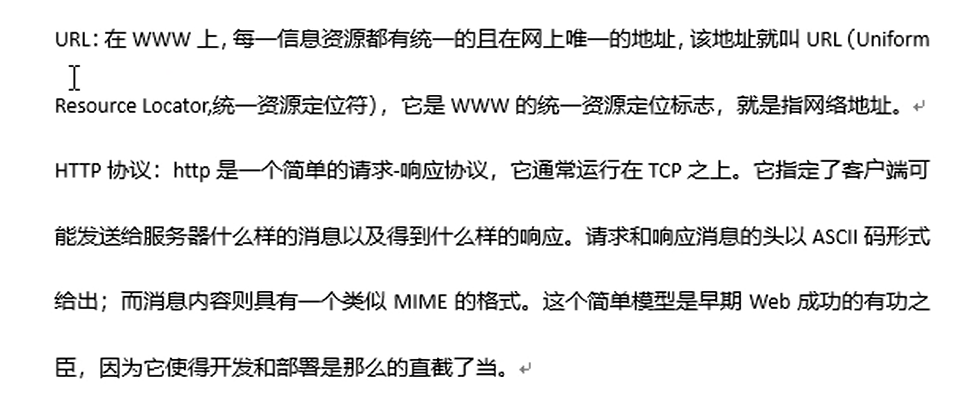 URL：在 WWW 上，每一信息资源都有统一的且在网上唯一的地址，该地址就叫 URL（Uniform
Resource Locator,统一资源定位符），它是 WWW 的统一资源定位标志，就是指网络地址。
HTTP 协议：http 是一个简单的请求-响应协议，它通常运行在 TCP 之上。它指定了客户端可
能发送给服务器什么样的消息以及得到什么样的响应。请求和响应消息的头以 ASCII 码形式
给出；而消息内容则具有一个类似 MIME 的格式。这个简单模型是早期 Web 成功的有功之
臣，因为它使得开发和部署是那么的直截了当。